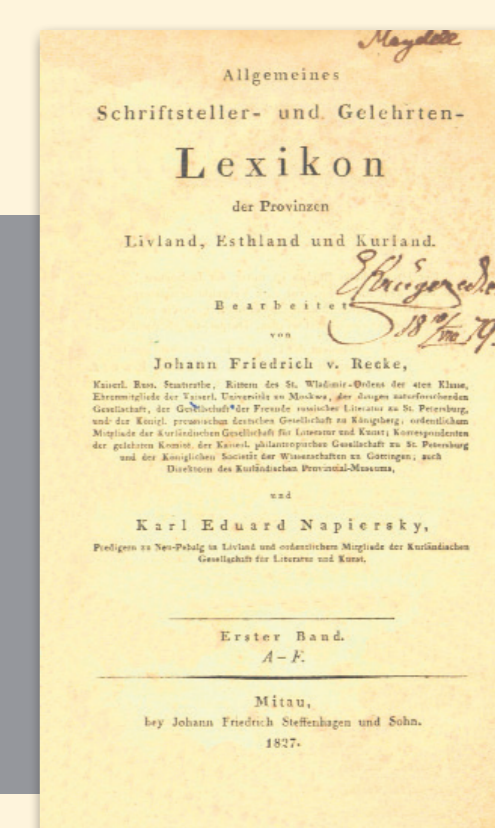 Maydell
Allgemeines
Schriftsteller- und Gelehrten-
Lexikon
der Provinzen
Livland, Esthland und Kurland.
Bearbeitet
von
Johann Friedrich v. Recke,
Kaiserl. Russ. Staatsrathe, Rittern des St. Wladimir-Ordens der 4ten Klasse,
Ehrenmitgliede der Kaiserl. Universität zu Moskwa, der dasigen naturforschenden
Gesellschaft, der Gesellschaft der Freunde russischer Literatur zu St. Petersburg,
und der Königl. preussischen deutschen Gesellschaft zu Königsberg; ordentlichem
Mitgliede der Kurländischen Gesellschaft für Literatur und Kunst; Korrespondenten
der gelehrten Komität. der Kaiserl. philantropischen Gesellschaft zu St. Petersburg
und der Königlichen Societät der Wissenschaften zu Göttingen; auch
Direktorn des Kurländischen Provinzial-Museums,
und
Karl Eduard Napiersky,
Predigern zu Neu-Pebalg in Livland und ordentlichem Mitgliede der Kurländischen
Gesellschaft für Literatur und Kunst.
Erster Band.
A – F.
Mitau,
bey Johann Friedrich Steffenhagen und Sohn.
1827.